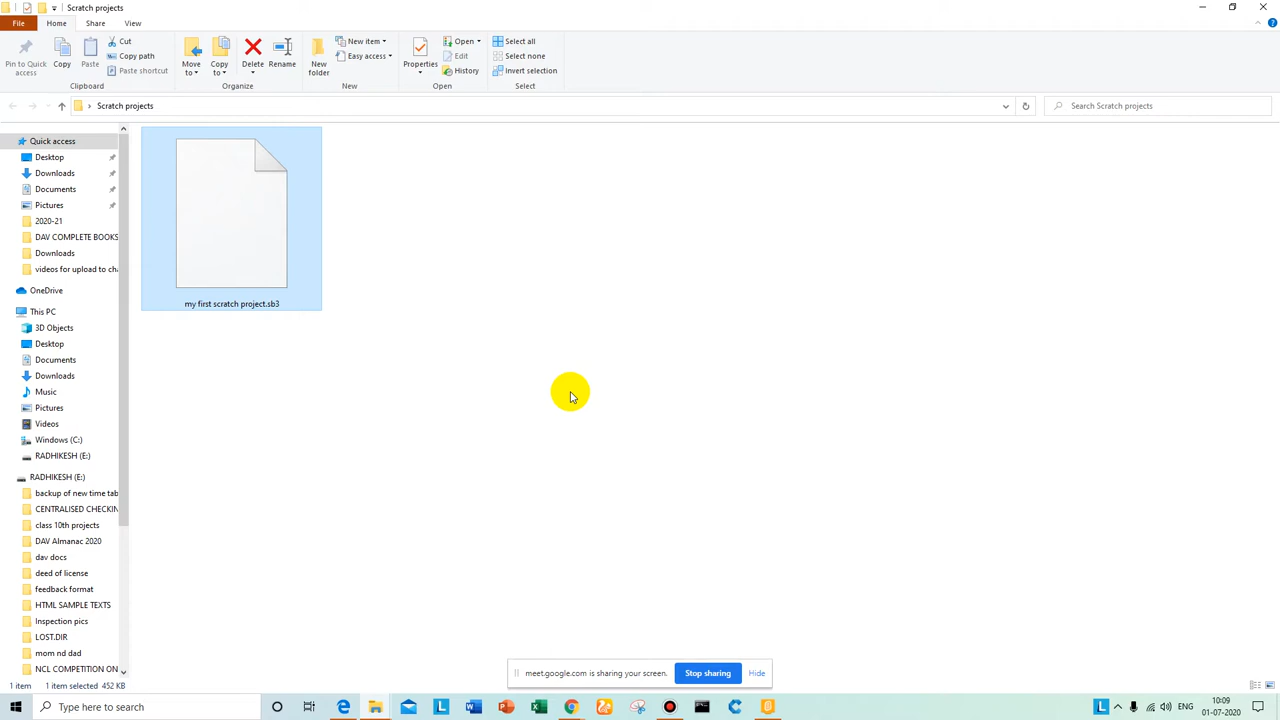 Scratch projects
File Home Share View
Pin to Quick access
Copy
Paste
Cut
Copy path
Paste shortcut
Clipboard
Move to
Copy to
Delete
Rename
Organize
New folder
New item
Easy access
New
Properties
Open
Edit
History
Open
Select all
Select none
Invert selection
Select
Scratch projects
Search Scratch projects
Quick access
Desktop
Downloads
Documents
Pictures
2020-21
DAV COMPLETE BOOKS
Downloads
videos for upload to cha
OneDrive
This PC
3D Objects
Desktop
Documents
Downloads
Music
Pictures
Videos
Windows (C:)
RADHIKESH (E:)
RADHIKESH (E:)
backup of new time tab
CENTRALISED CHECKIN
class 10th projects
DAV Almanac 2020
dav docs
deed of license
feedback format
HTML SAMPLE TEXTS
Inspection pics
LOST.DIR
mom nd dad
NCL COMPETITION ON
my first scratch project.sb3
meet.google.com is sharing your screen. Stop sharing Hide
1 item 1 item selected 452 KB
Type here to search
ENG
10:09
01-07-2020